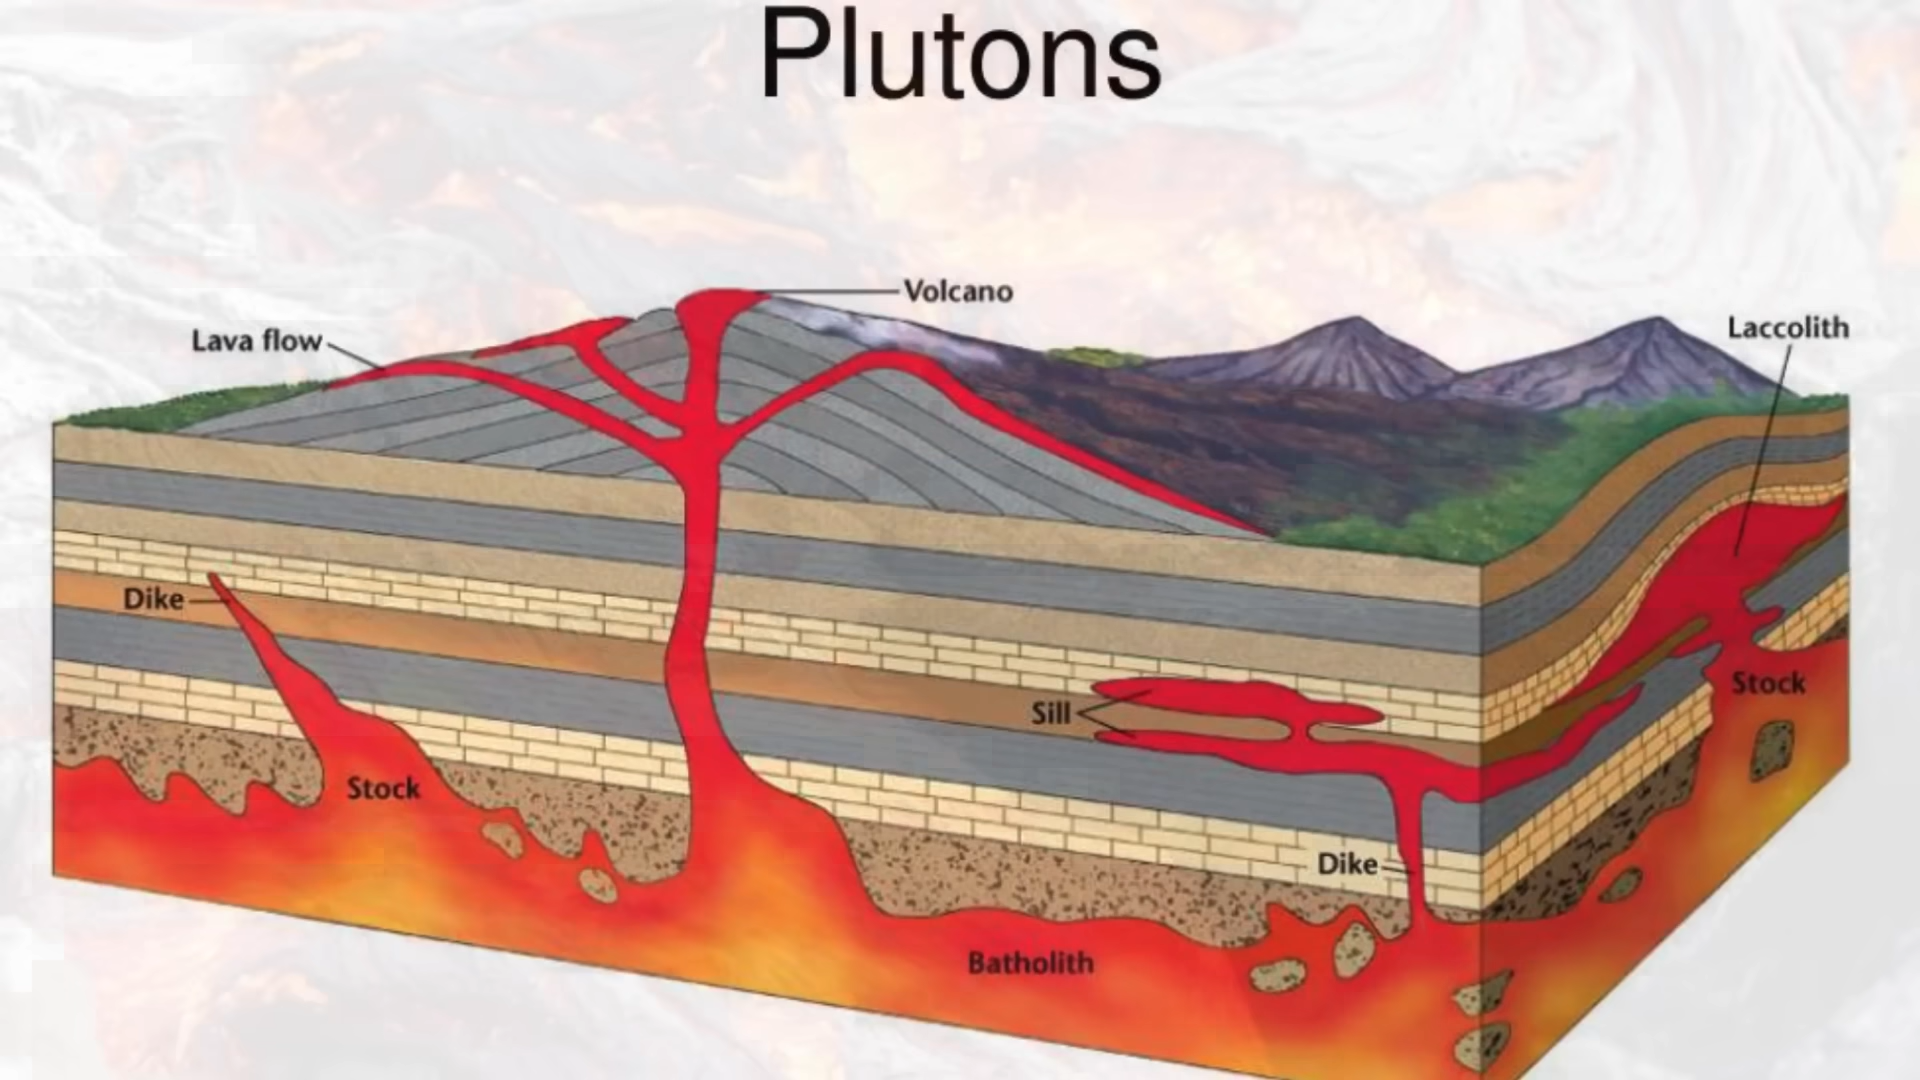 Plutons
Volcano
Lava flow
Laccolith
Dike
Stock
Sill
Stock
Dike
Batholith